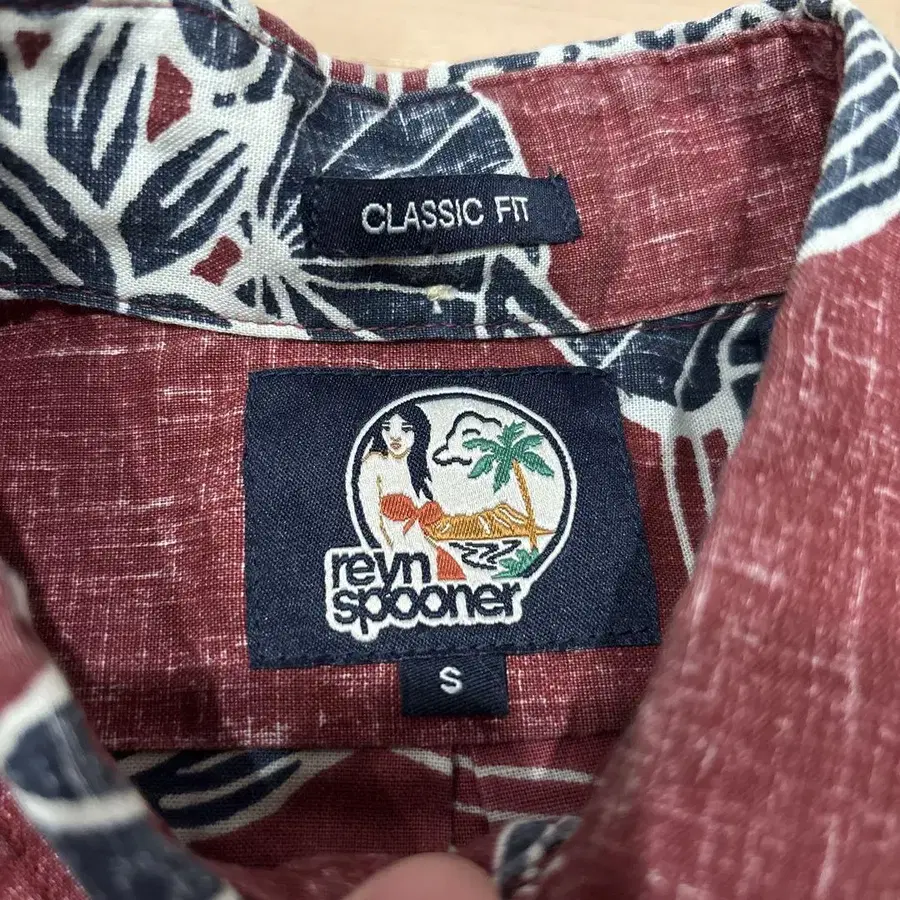 CLASSIC FIT
reyn
spooner
S